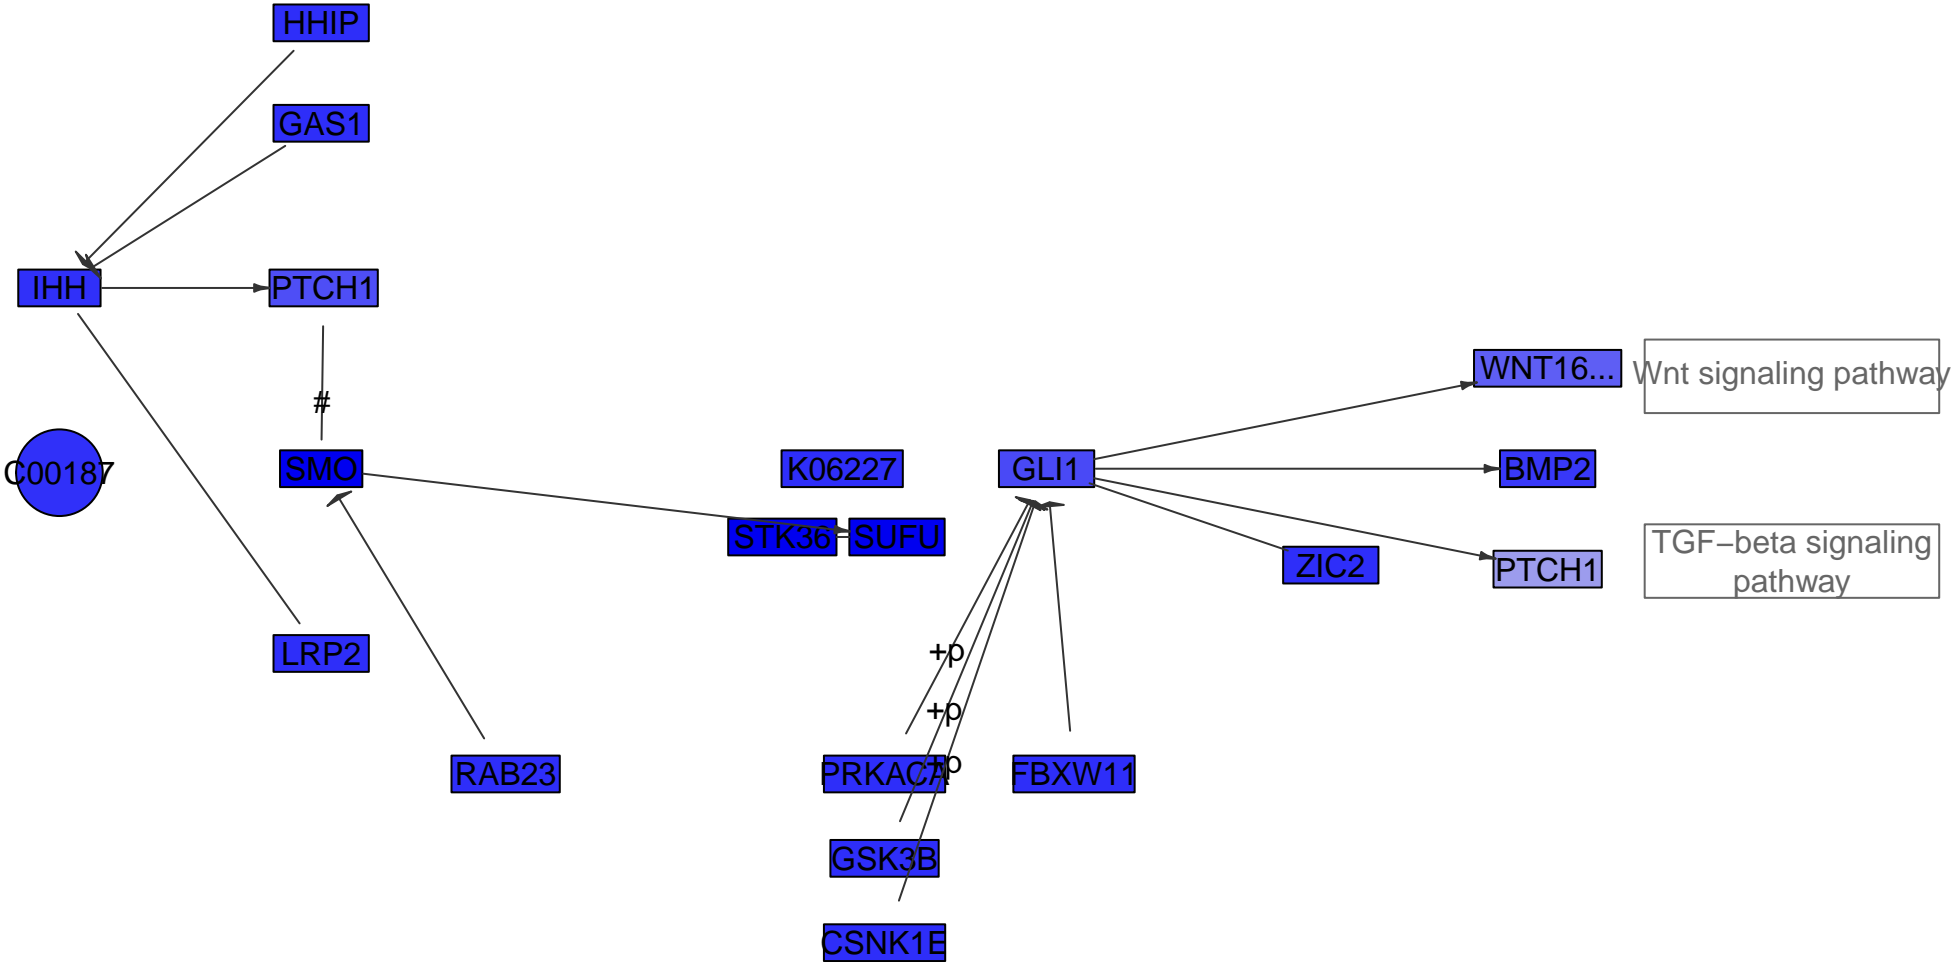 HHIP
GAS1
IHH
PTCH1
WNT16...
Wnt signaling pathway
#
C00187
SMO
K06227
GLI1
BMP2
STK36
SUFU
ZIC2
PTCH1
TGF−beta signaling
pathway
LRP2
+p
+p
+p
RAB23
PRKACA
FBXW11
GSK3B
CSNK1E